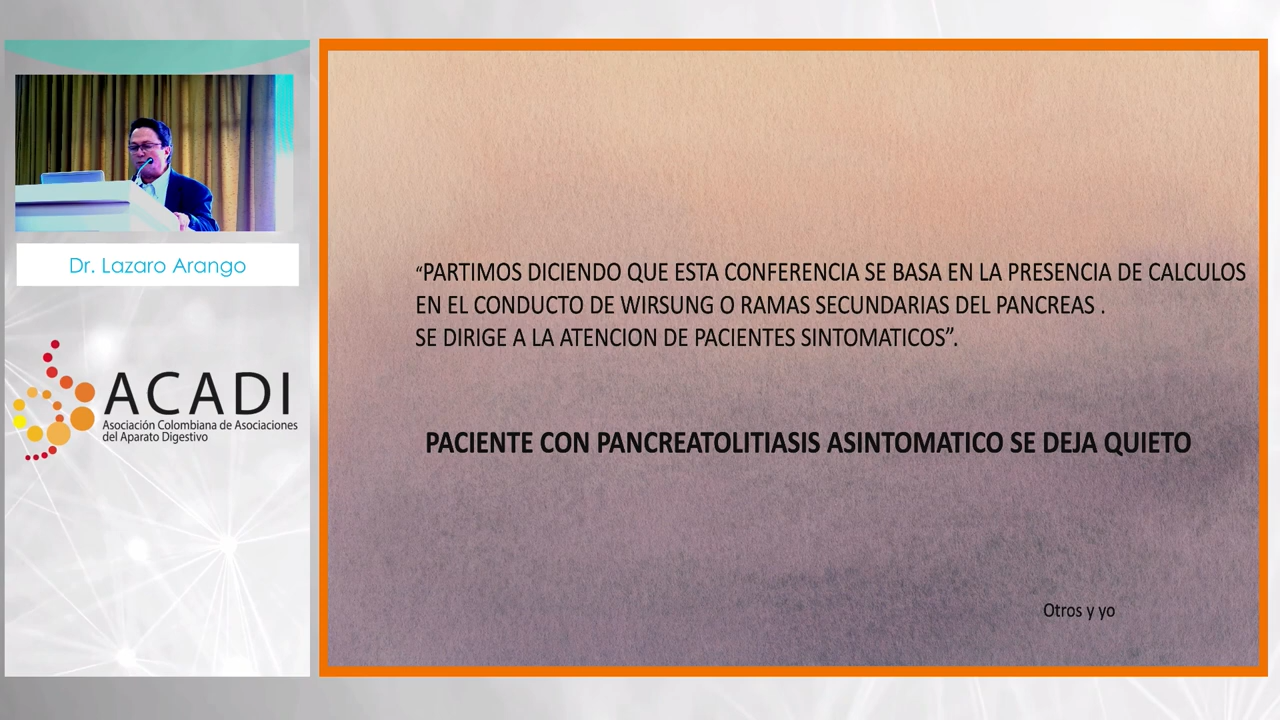 Dr. Lazaro Arango
ACADI
Asociación Colombiana de Asociaciones
del Aparato Digestivo
“PARTIMOS DICIENDO QUE ESTA CONFERENCIA SE BASA EN LA PRESENCIA DE CALCULOS
EN EL CONDUCTO DE WIRSUNG O RAMAS SECUNDARIAS DEL PANCREAS .
SE DIRIGE A LA ATENCION DE PACIENTES SINTOMATICOS”.
PACIENTE CON PANCREATOLITIASIS ASINTOMATICO SE DEJA QUIETO
Otros y yo